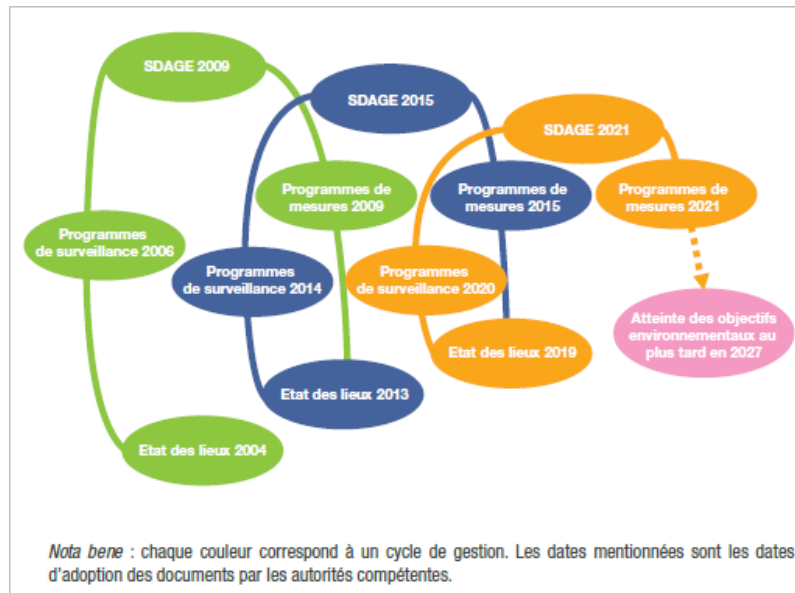 SDAGE 2009
SDAGE 2015
SDAGE 2021
Programmes de
mesures 2009
Programmes de
mesures 2015
Programmes de
mesures 2021
Programmes
de surveillance 2006
Programmes
de surveillance 2014
Programmes
de surveillance 2020
Atteinte des objectifs
environnementaux au
plus tard en 2027
Etat des lieux 2019
Etat des lieux 2013
Etat des lieux 2004
Nota bene : chaque couleur correspond à un cycle de gestion. Les dates mentionnées sont les dates
d'adoption des documents par les autorités compétentes.